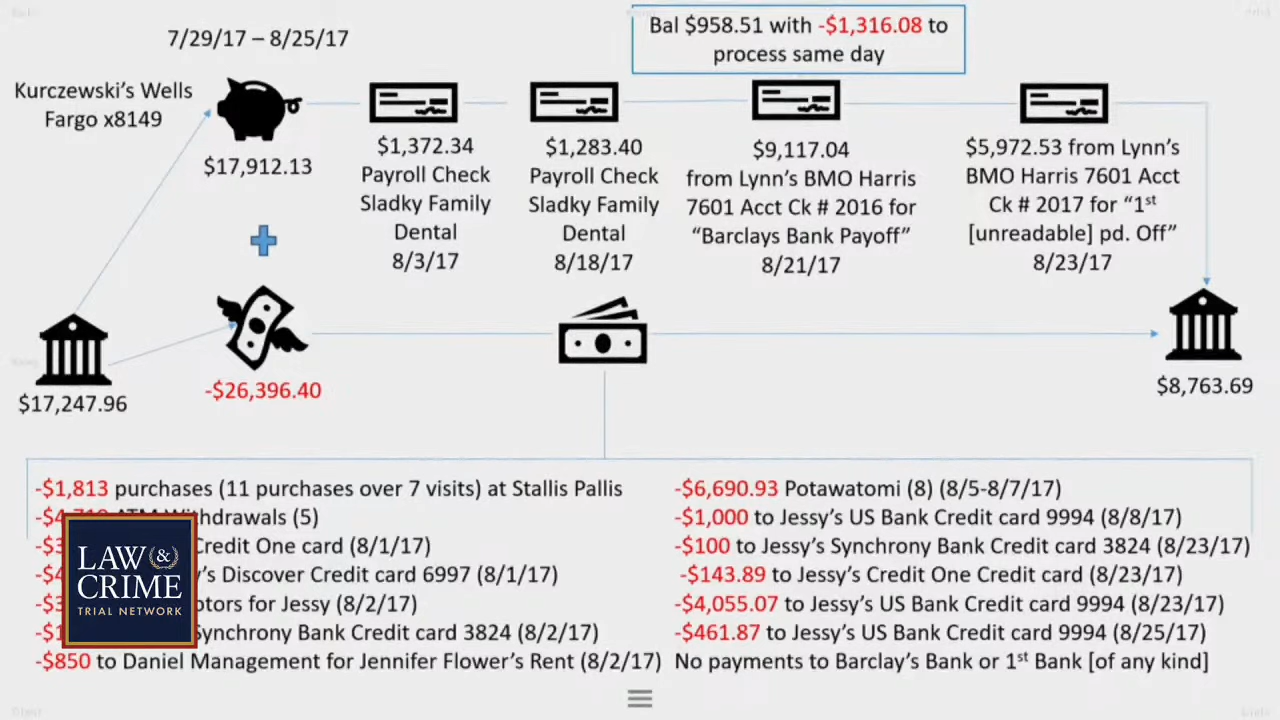 7/29/17 – 8/25/17
Bal $958.51 with -$1,316.08 to
process same day
Kurczewski's Wells
Fargo x8149
$17,912.13
$1,372.34
Payroll Check
Sladky Family
Dental
8/3/17
$1,283.40
Payroll Check
Sladky Family
Dental
8/18/17
$9,117.04
from Lynn's BMO Harris
7601 Acct Ck # 2016 for
"Barclays Bank Payoff"
8/21/17
$5,972.53 from Lynn's
BMO Harris 7601 Acct
Ck # 2017 for "1st
[unreadable] pd. Off"
8/23/17
$17,247.96
-$26,396.40
$8,763.69
-$1,813 purchases (11 purchases over 7 visits) at Stallis Pallis
Withdrawals (5)
Credit One card (8/1/17)
Discover Credit card 6997 (8/1/17)
for Jessy (8/2/17)
Synchrony Bank Credit card 3824 (8/2/17)
-$850 to Daniel Management for Jennifer Flower's Rent (8/2/17)
-$6,690.93 Potawatomi (8) (8/5-8/7/17)
-$1,000 to Jessy's US Bank Credit card 9994 (8/8/17)
-$100 to Jessy's Synchrony Bank Credit card 3824 (8/23/17)
-$143.89 to Jessy's Credit One Credit card (8/23/17)
-$4,055.07 to Jessy's US Bank Credit card 9994 (8/23/17)
-$461.87 to Jessy's US Bank Credit card 9994 (8/25/17)
No payments to Barclay's Bank or 1st Bank [of any kind]
LAW &
CRIME
TRIAL NETWORK